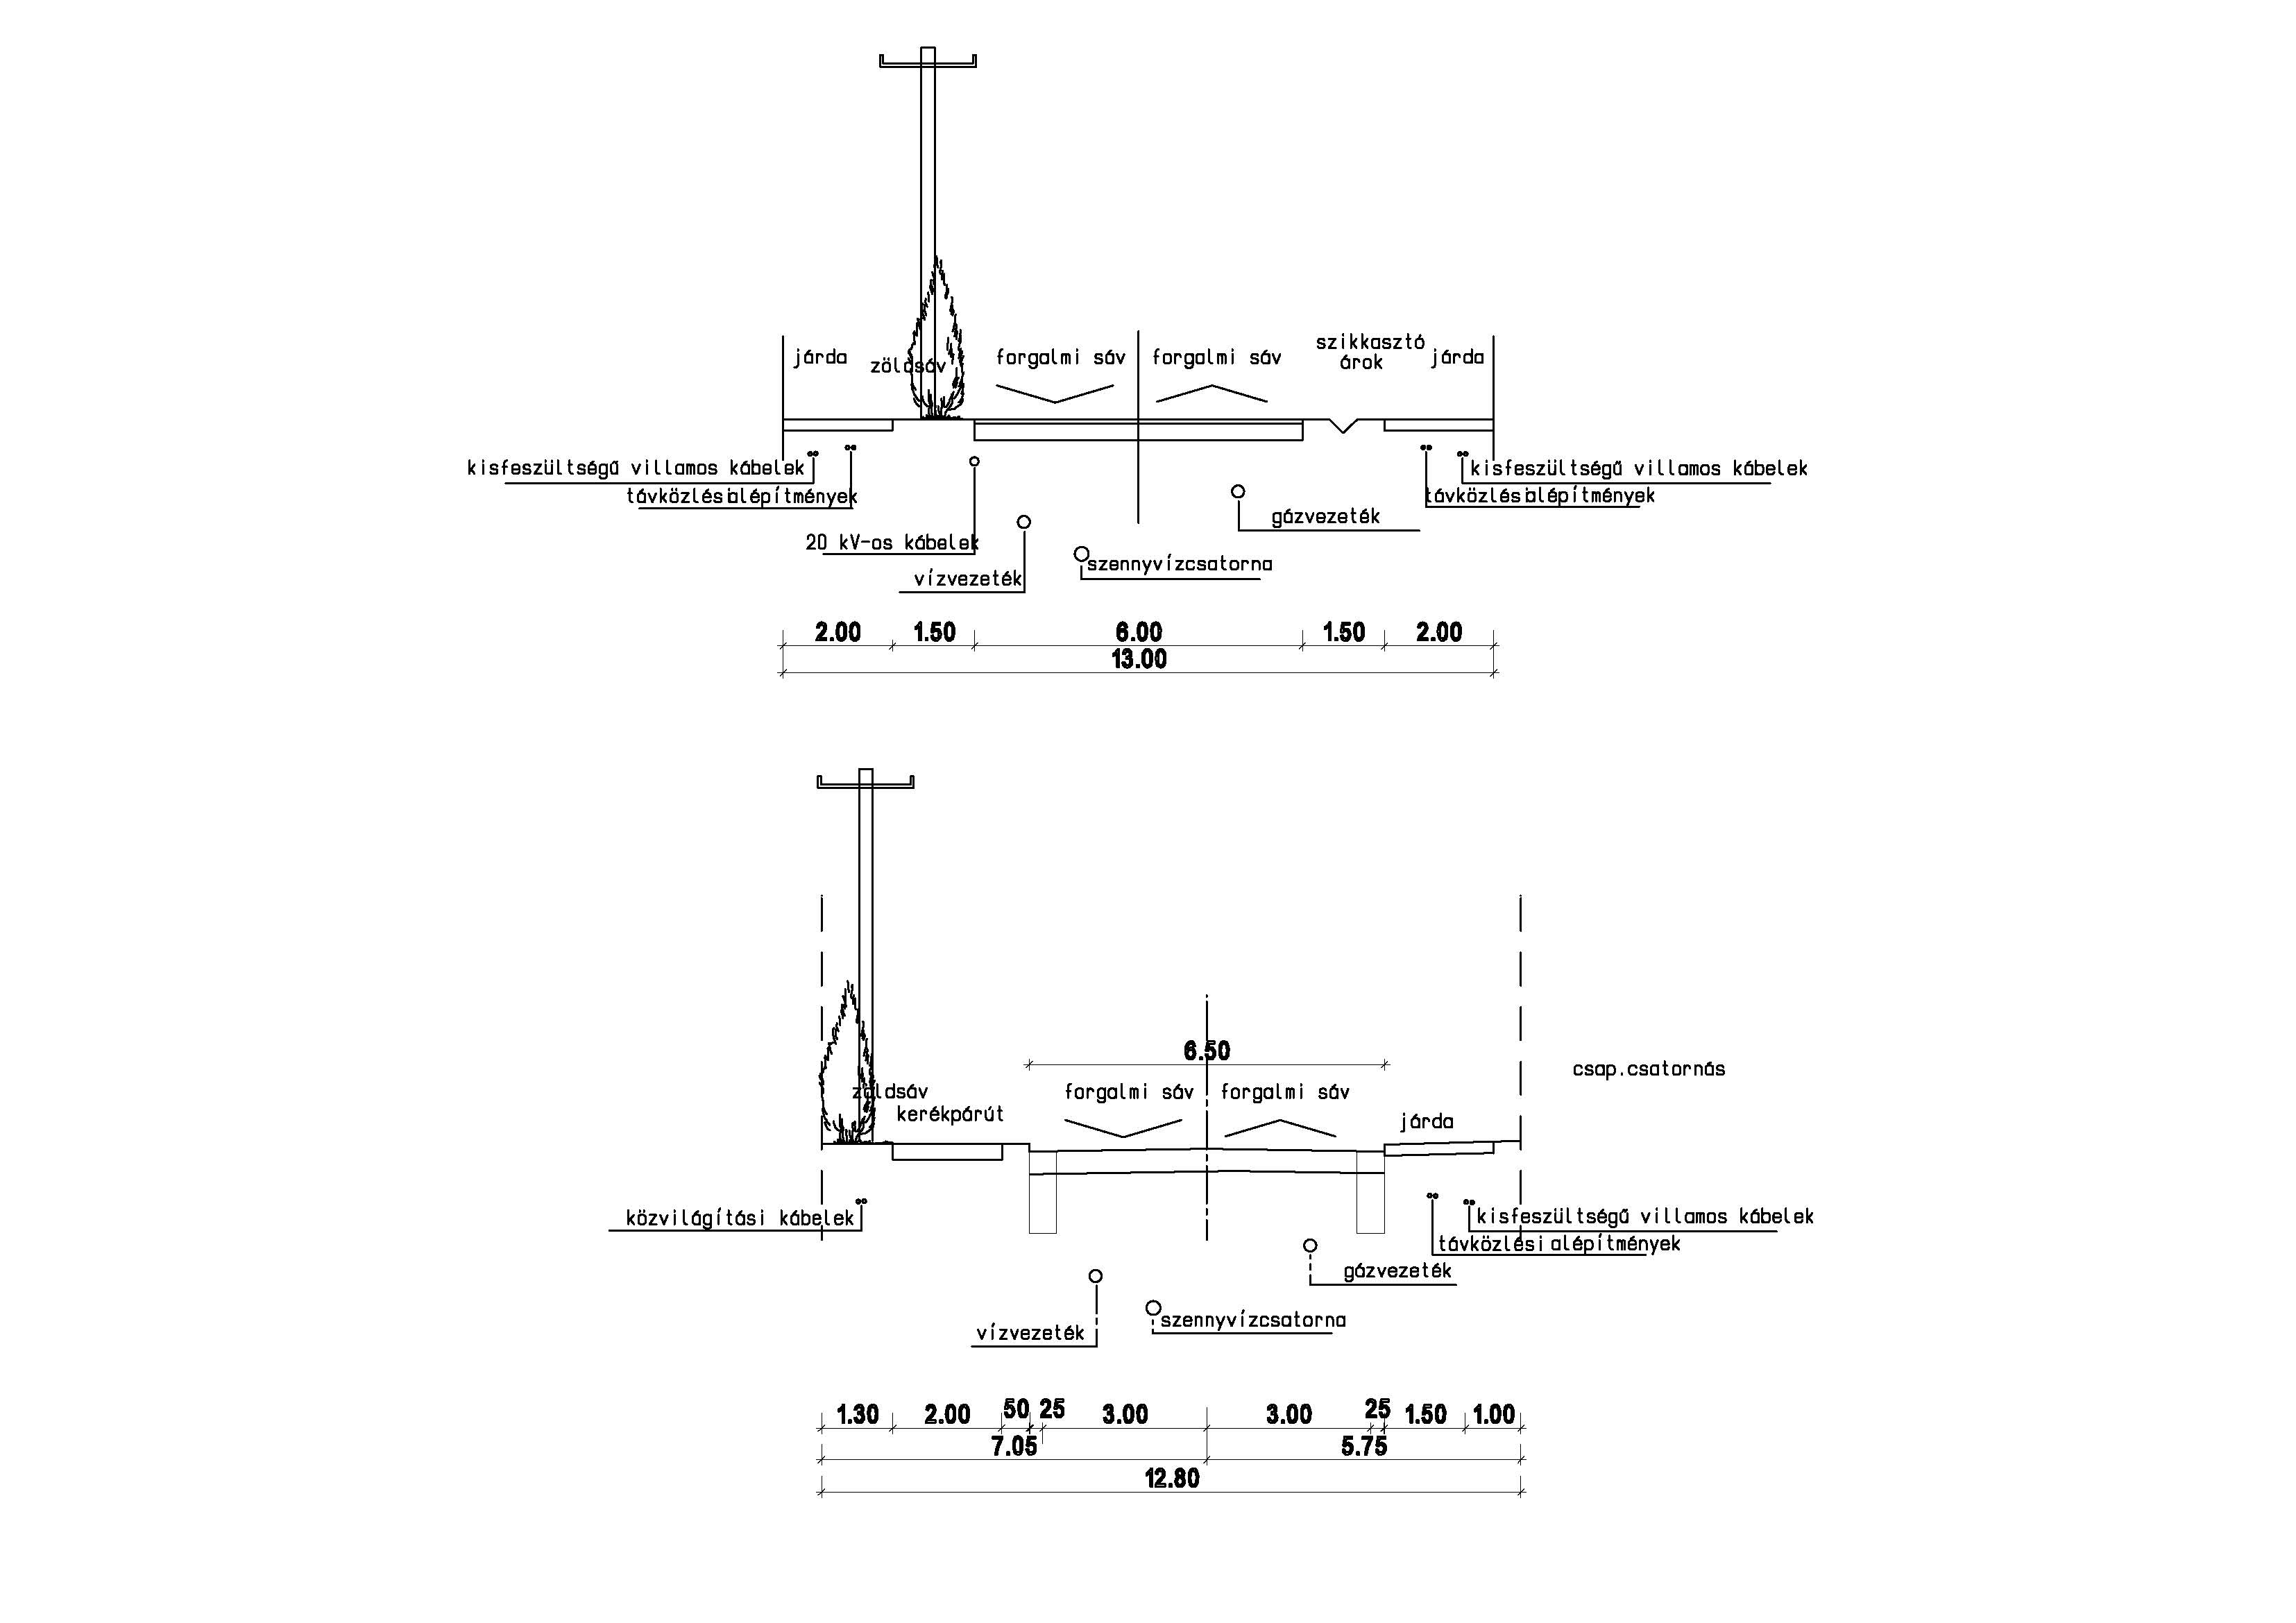 szikkasztó
járda
zöldsáv
forgalmi sáv
forgalmi sáv
árok
járda
kisfeszültségű villamos kábelek
távközlési alépítmények
kisfeszültségű villamos kábelek
távközlési alépítmények
gázvezeték
20 kV-os kábelek
szennyvízcsatorna
vízvezeték
2.00 1.50 6.00 1.50 2.00
13.00
6.50
csap.csatornás
zöldsáv
forgalmi sáv
forgalmi sáv
kerékpárút
járda
közvilágítási kábelek
kisfeszültségű villamos kábelek
távközlési alépítmények
gázvezeték
szennyvízcsatorna
vízvezeték
1.30 2.00 50 25 3.00 3.00 25 1.50 1.00
7.05 5.75
12.80